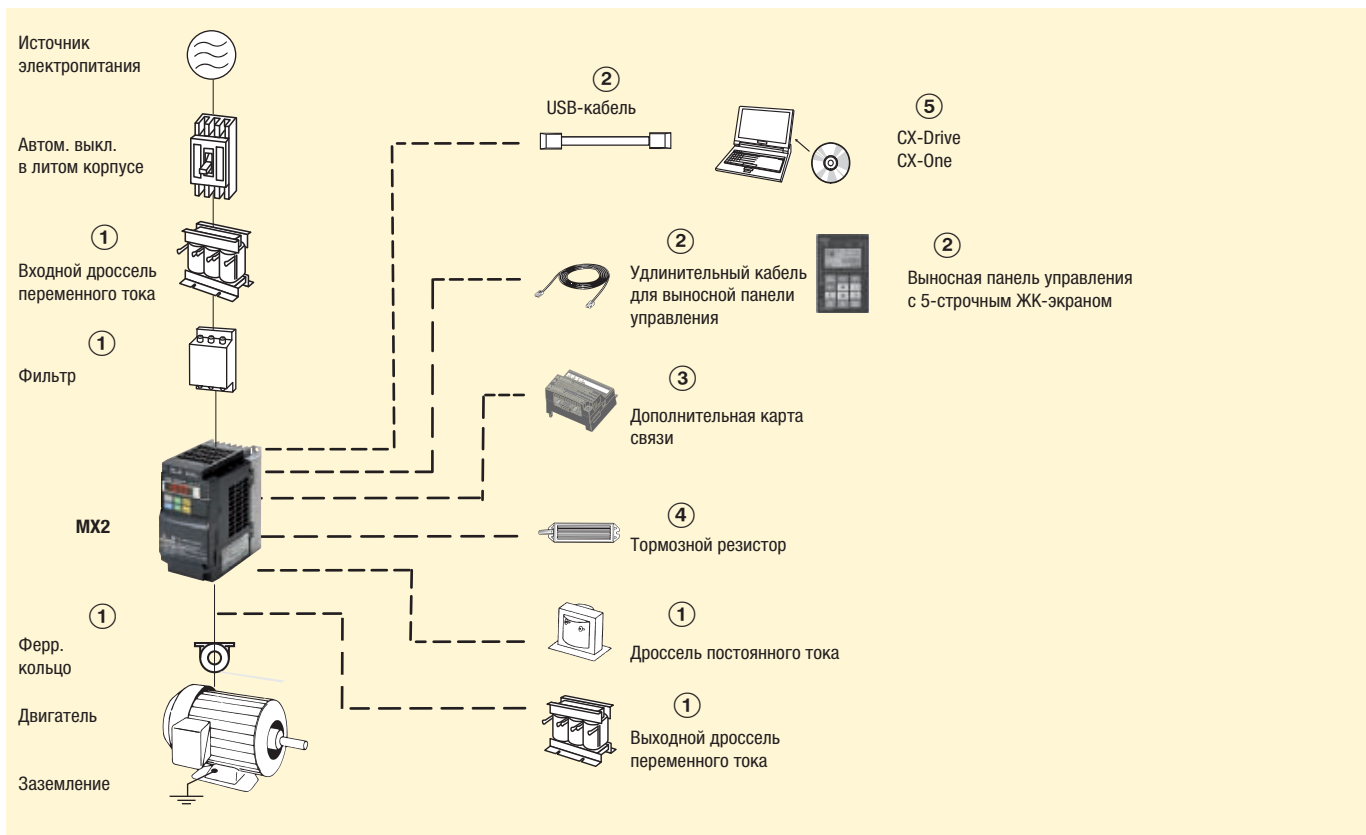 Источник
электропитания
Автом. выкл.
в литом корпусе
1
Входной дроссель
переменного тока
1
Фильтр
MX2
1
Ферр.
кольцо
Двигатель
Заземление
2
USB-кабель
5
CX-Drive
CX-One
2
Удлинительный кабель
для выносной панели
управления
2
Выносная панель управления
с 5-строчным ЖК-экраном
3
Дополнительная карта
связи
4
Тормозной резистор
1
Дроссель постоянного тока
1
Выходной дроссель
переменного тока